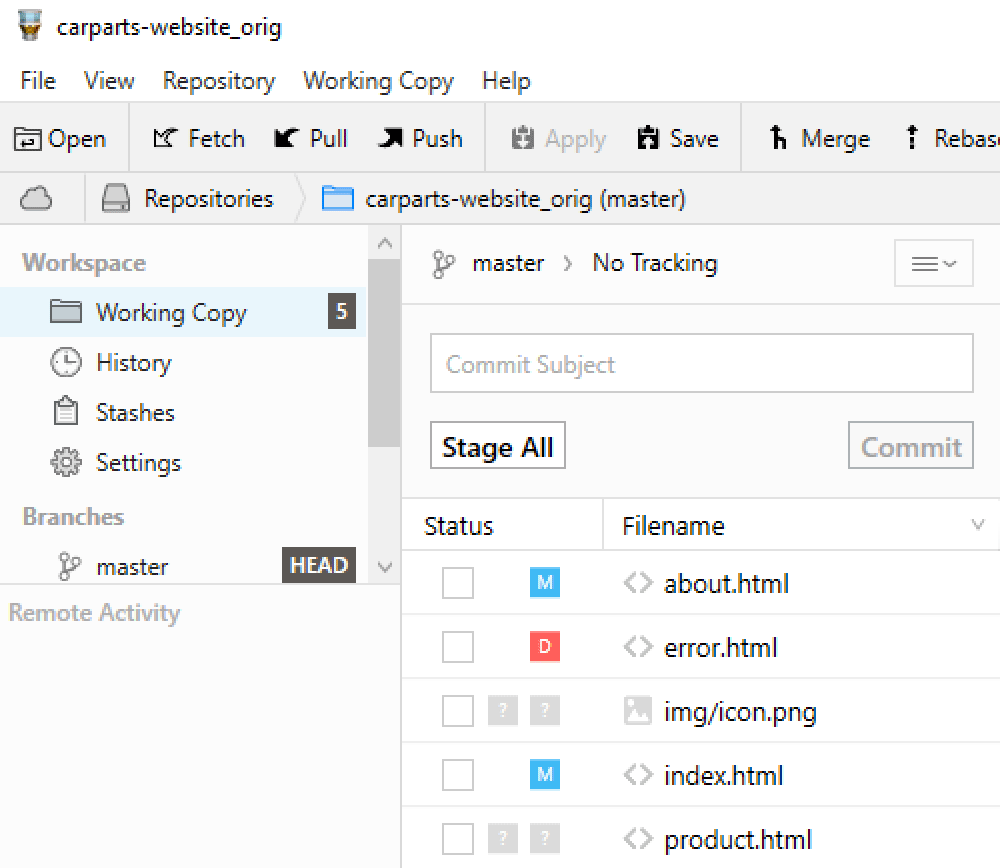 carparts-website_orig
File View Repository Working Copy Help
Open Fetch Pull Push Apply Save Merge Rebase
Repositories carparts-website_orig (master)
Workspace
Working Copy 5
History
Stashes
Settings
Branches
master HEAD
Remote Activity
master > No Tracking
Commit Subject
Stage All Commit
Status Filename
M about.html
D error.html
? ? img/icon.png
M index.html
? ? product.html